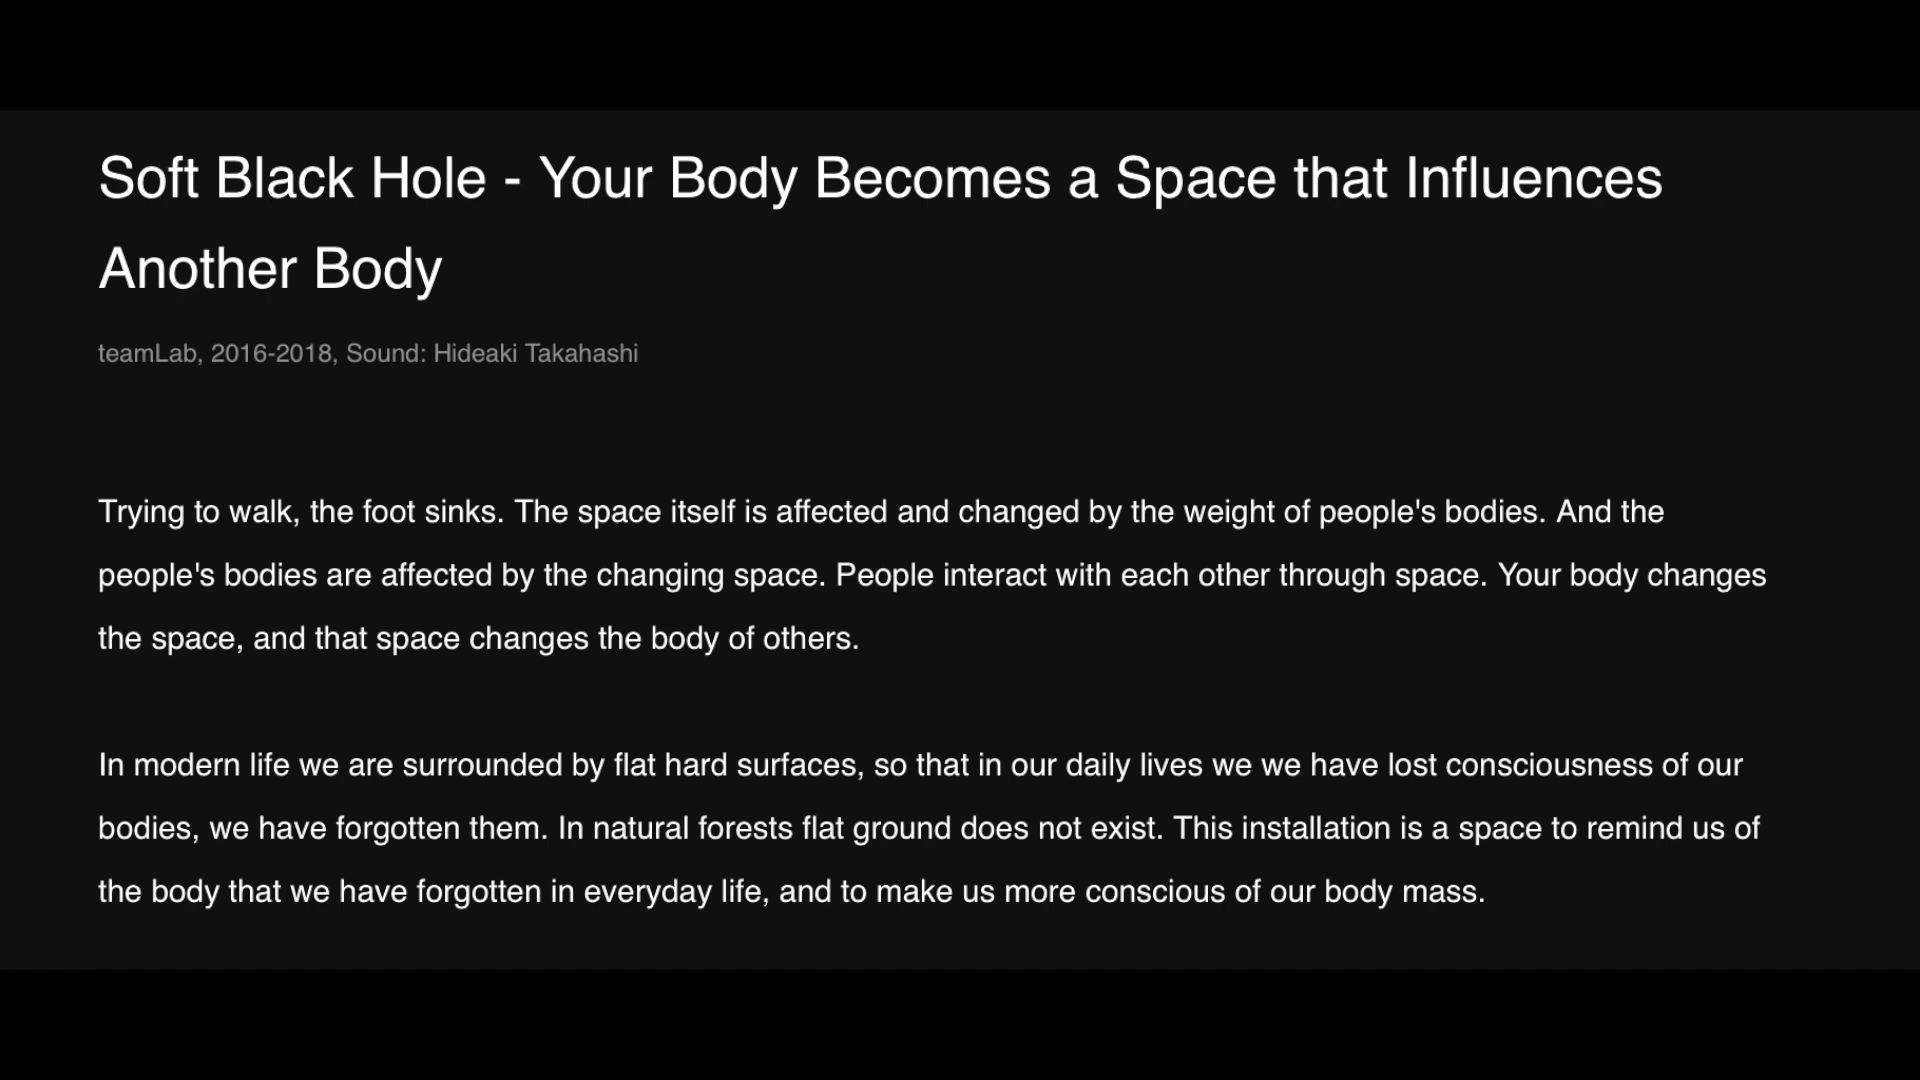 Soft Black Hole - Your Body Becomes a Space that Influences
Another Body
teamLab, 2016-2018, Sound: Hideaki Takahashi
Trying to walk, the foot sinks. The space itself is affected and changed by the weight of people's bodies. And the
people's bodies are affected by the changing space. People interact with each other through space. Your body changes
the space, and that space changes the body of others.
In modern life we are surrounded by flat hard surfaces, so that in our daily lives we we have lost consciousness of our
bodies, we have forgotten them. In natural forests flat ground does not exist. This installation is a space to remind us of
the body that we have forgotten in everyday life, and to make us more conscious of our body mass.